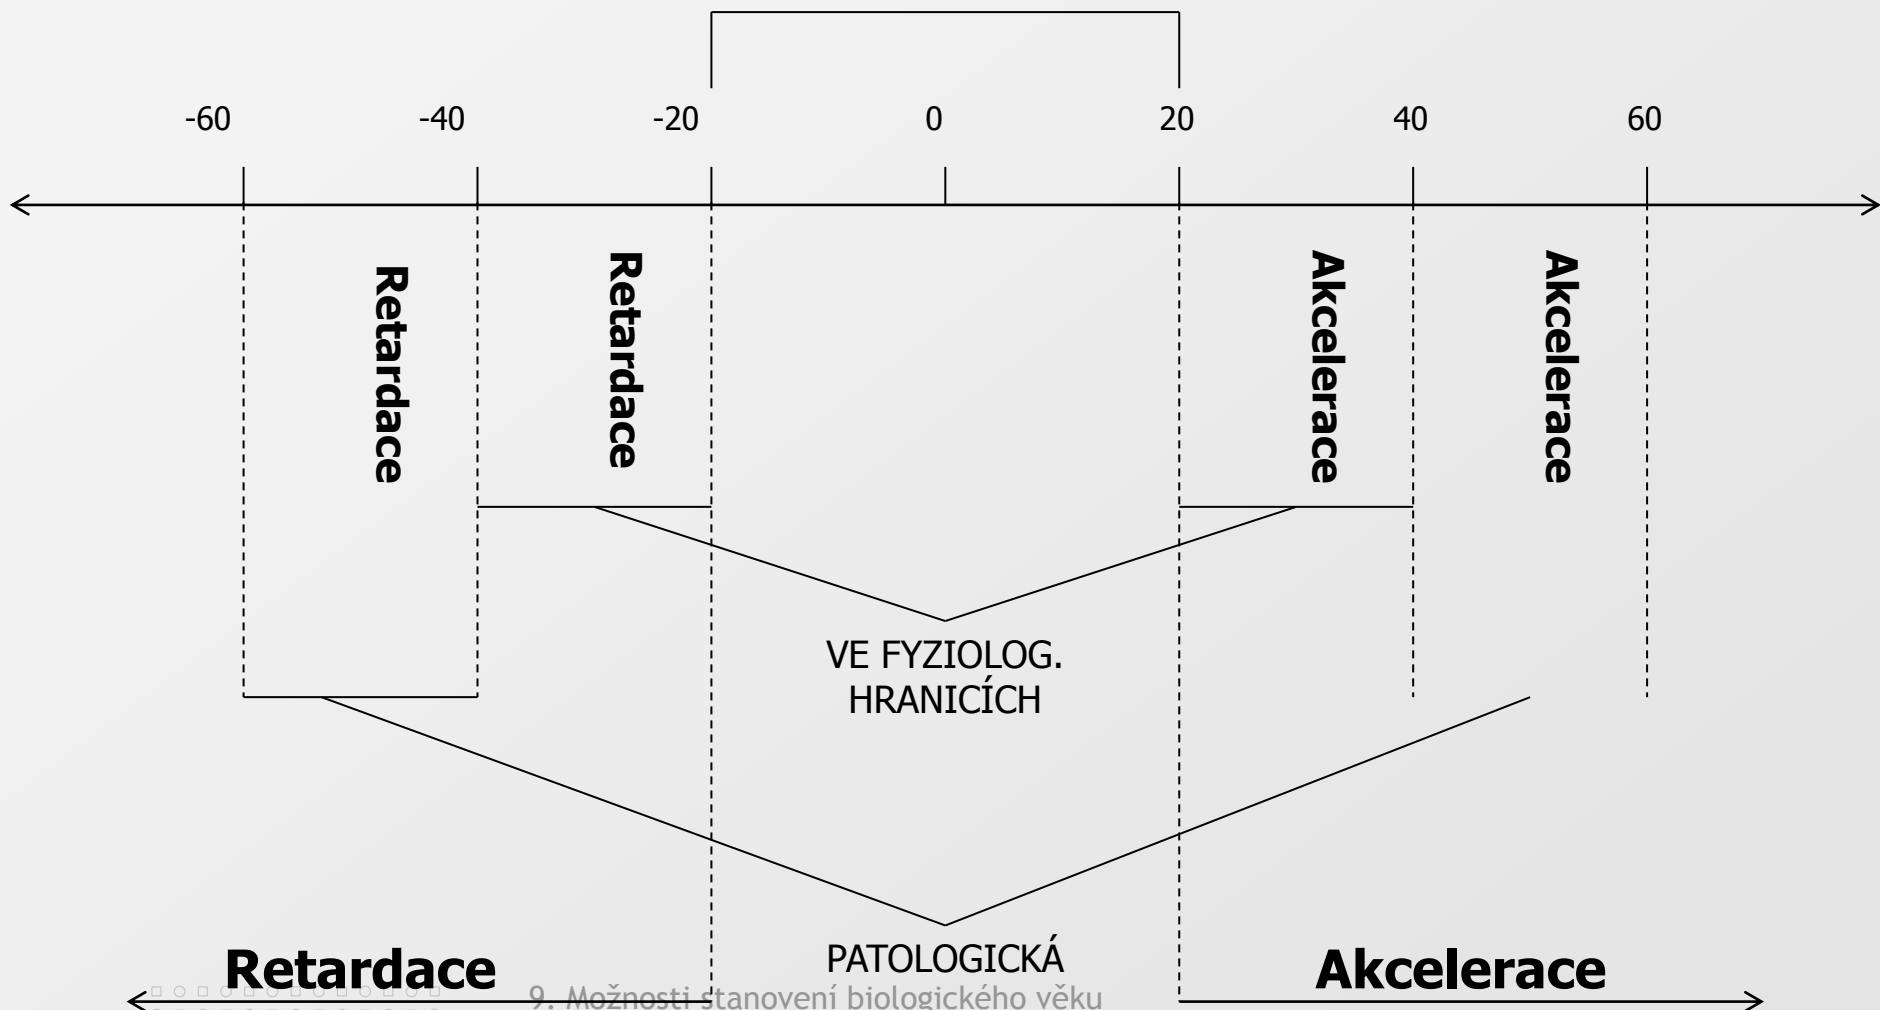 -60 -40 -20 0 20 40 60
Retardace
Retardace
Akcelerace
Akcelerace
VE FYZIOLOG.
HRANICÍCH
PATOLOGICKÁ
Retardace
Akcelerace
9. Možnosti stanovení biologického věku